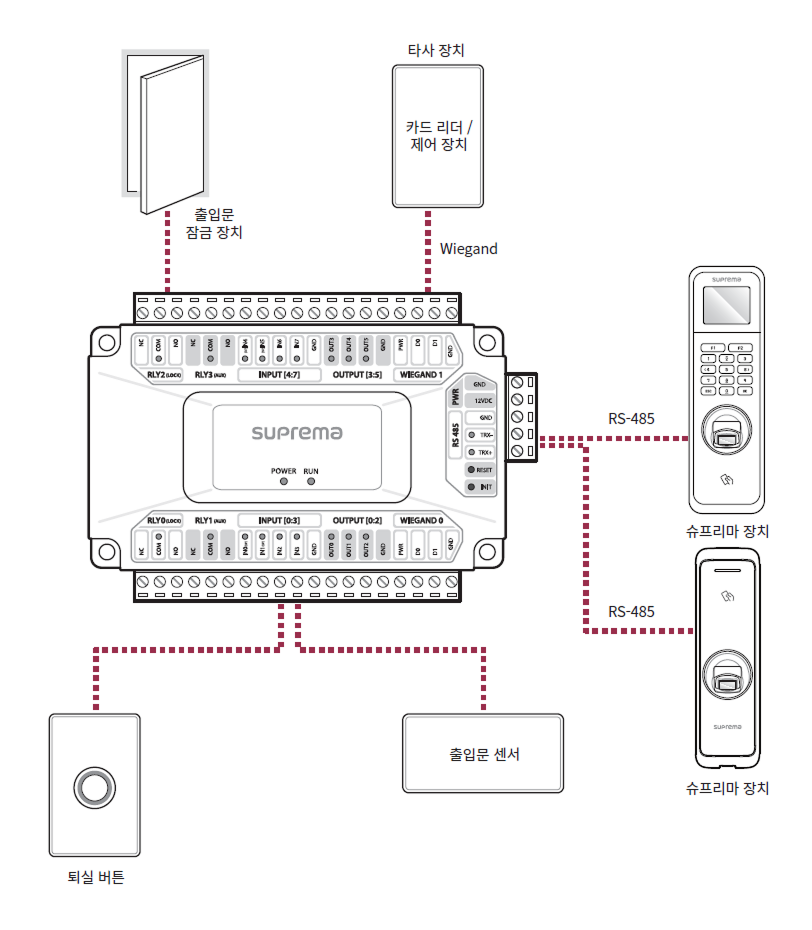 타사 장치
카드 리더 /
제어 장치
출입문
잠금 장치
Wiegand
suprema
NC COM NO NC COM NO IN4 IN5 IN6 IN7 GND OUT3 OUT4 OUT5 GND PWR D0 D1 GND
RLY2 (LOCK) RLY3 (AUX) INPUT [4:7] OUTPUT [3:5] WIEGAND 1
PWR
GND
12VDC
RS 485
GND
TRX-
TRX+
RESET
INIT
suprema
POWER RUN
RS-485
F1 F2
1 2 3
슈프리마 장치
RLY0 (LOCK) RLY1 (AUX) INPUT [0:3] OUTPUT [0:2] WIEGAND 0
NC COM NO NC COM NO IN0 IN1 IN2 IN3 GND OUT0 OUT1 OUT2 GND PWR D0 D1 GND
RS-485
suprema
슈프리마 장치
출입문 센서
퇴실 버튼